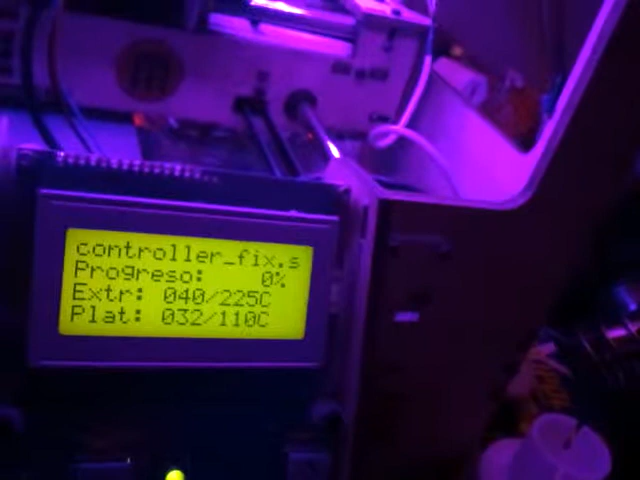 controller_fix.s
Progreso: 0%
Extr: 040/225C
Plat: 032/110C